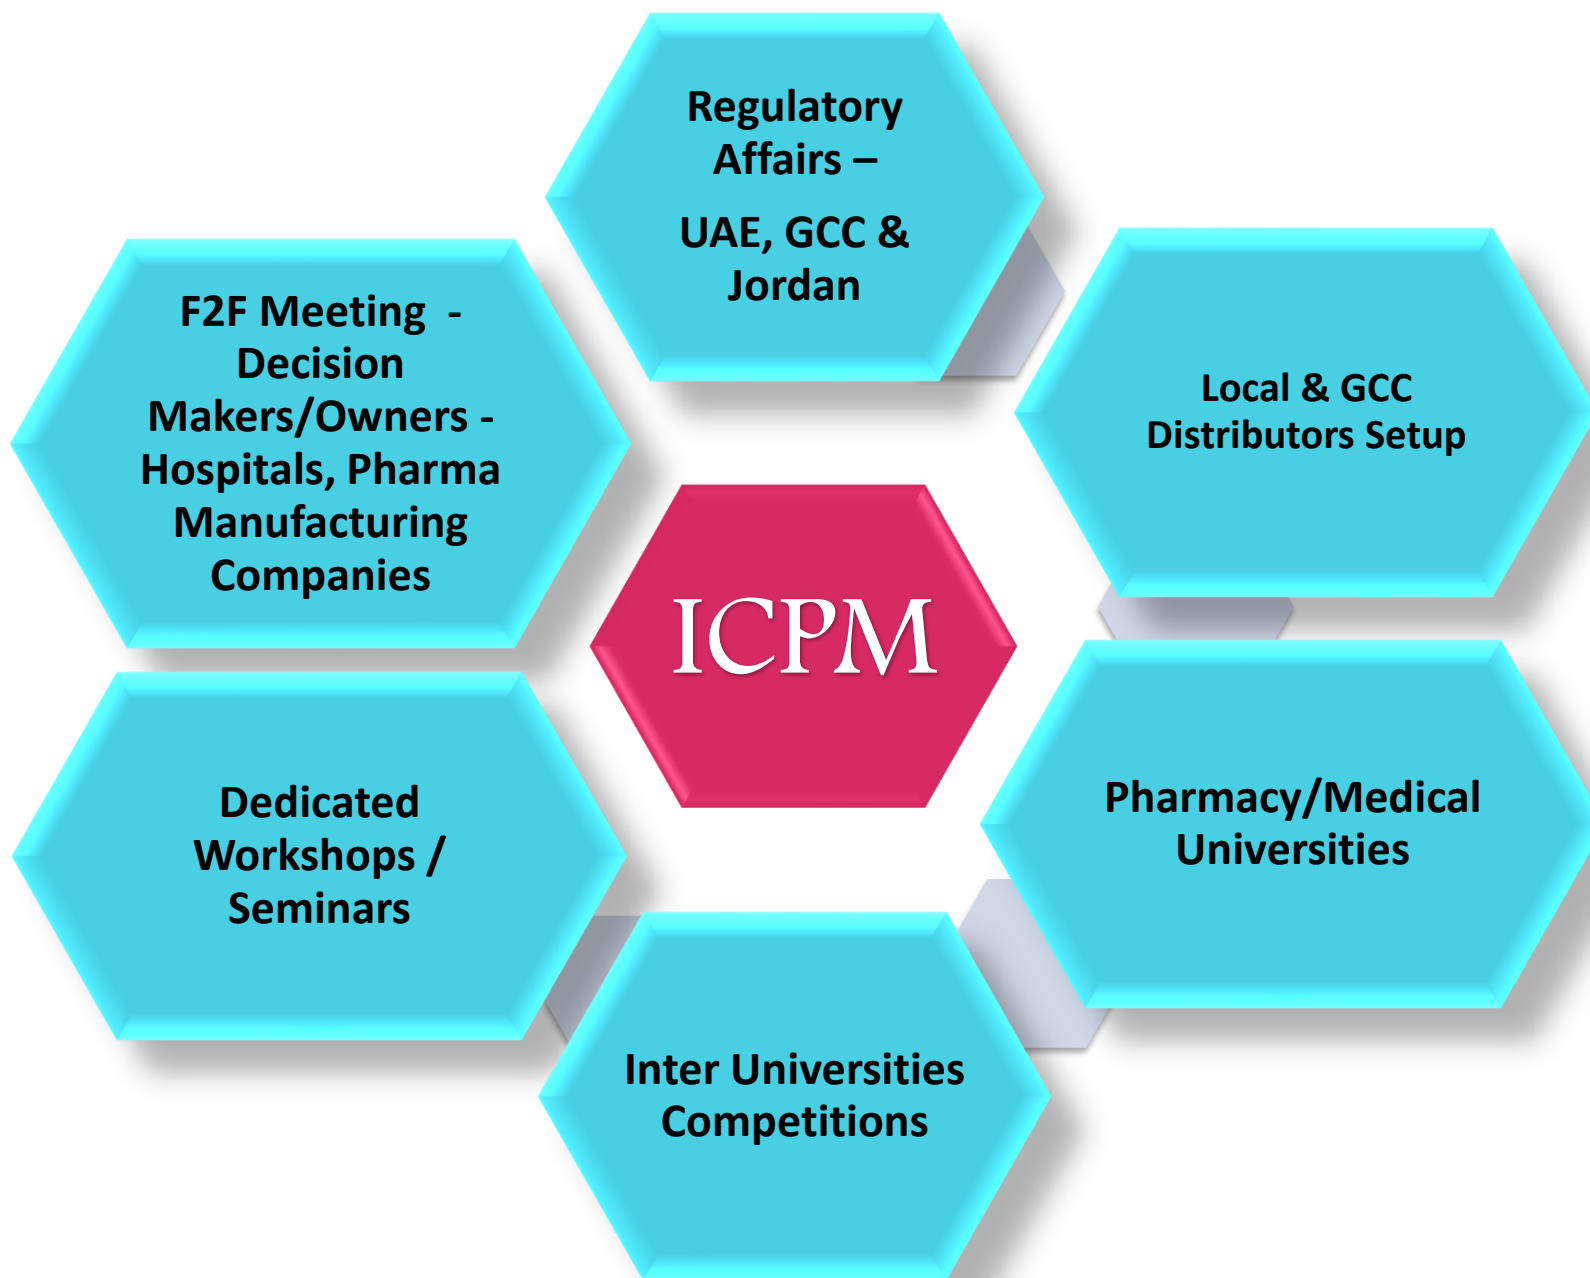 Regulatory
Affairs –
UAE, GCC &
Jordan
Local & GCC
Distributors Setup
Pharmacy/Medical
Universities
Inter Universities
Competitions
Dedicated
Workshops /
Seminars
F2F Meeting  -
Decision
Makers/Owners -
Hospitals, Pharma
Manufacturing
Companies
ICPM